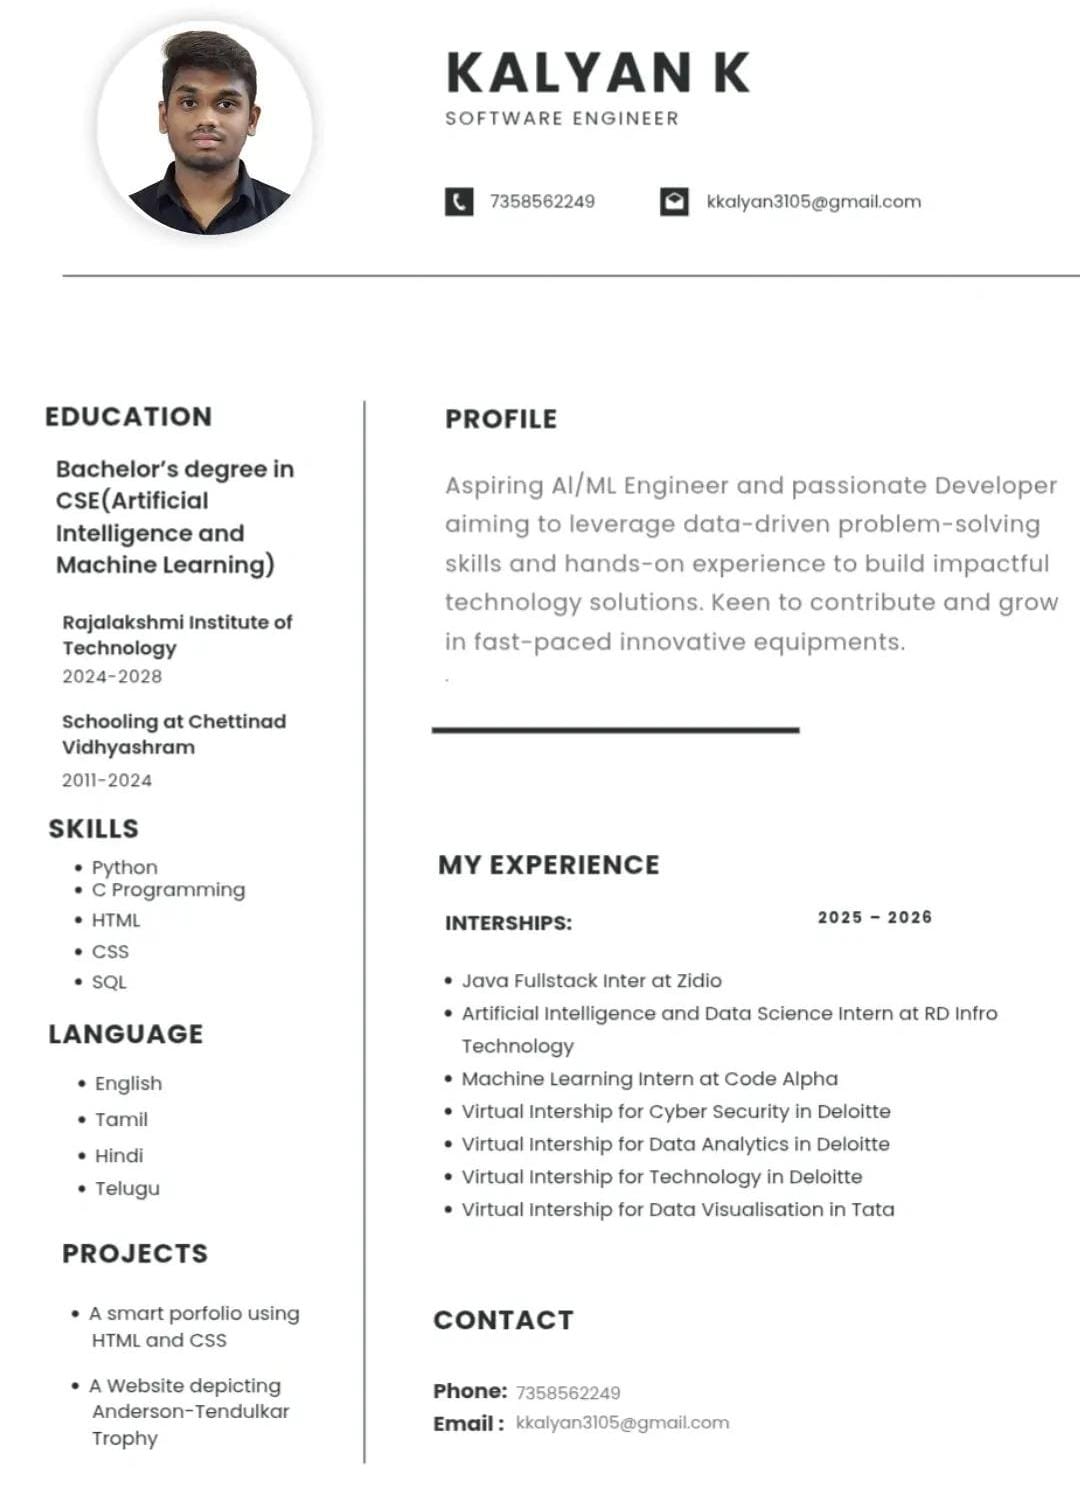 KALYAN K
SOFTWARE ENGINEER
7358562249
kkalyan3105@gmail.com
EDUCATION
Bachelor's degree in
CSE(Artificial
Intelligence and
Machine Learning)
Rajalakshmi Institute of
Technology
2024-2028
Schooling at Chettinad
Vidhyashram
2011-2024
SKILLS
• Python
• C Programming
• HTML
• CSS
• SQL
LANGUAGE
• English
• Tamil
• Hindi
• Telugu
PROJECTS
• A smart porfolio using
HTML and CSS
• A Website depicting
Anderson-Tendulkar
Trophy
PROFILE
Aspiring AI/ML Engineer and passionate Developer
aiming to leverage data-driven problem-solving
skills and hands-on experience to build impactful
technology solutions. Keen to contribute and grow
in fast-paced innovative equipments.
.
MY EXPERIENCE
INTERSHIPS:
2025 – 2026
• Java Fullstack Inter at Zidio
• Artificial Intelligence and Data Science Intern at RD Infro
Technology
• Machine Learning Intern at Code Alpha
• Virtual Intership for Cyber Security in Deloitte
• Virtual Intership for Data Analytics in Deloitte
• Virtual Intership for Technology in Deloitte
• Virtual Intership for Data Visualisation in Tata
CONTACT
Phone: 7358562249
Email : kkalyan3105@gmail.com